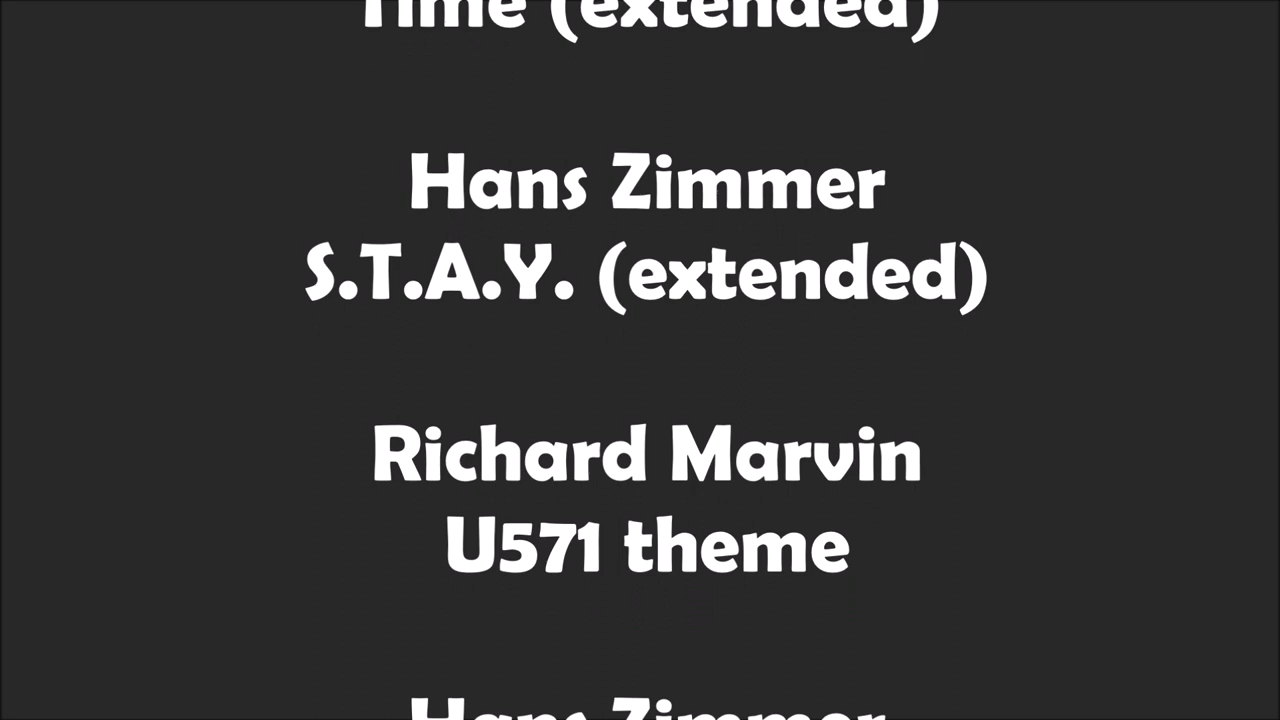 Time (extended)
Hans Zimmer
S.T.A.Y. (extended)
Richard Marvin
U571 theme
Hans Zimmer